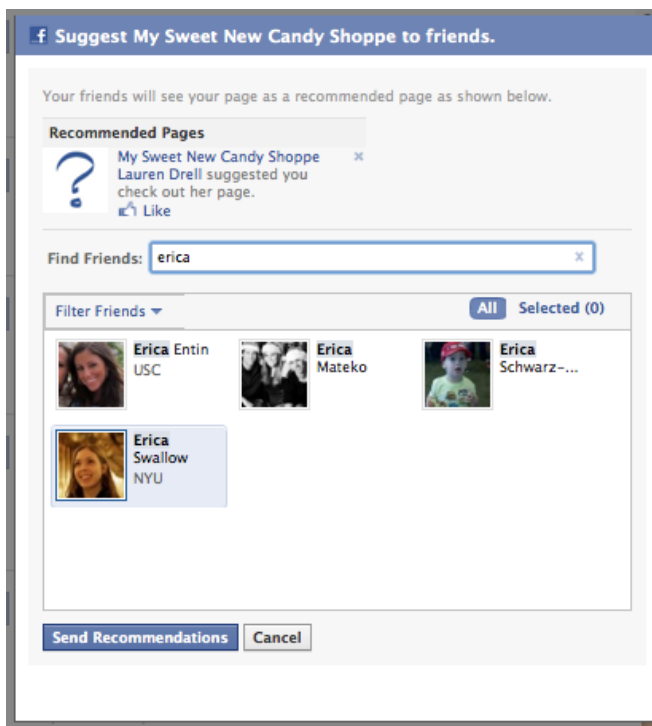 f Suggest My Sweet New Candy Shoppe to friends.
Your friends will see your page as a recommended page as shown below.
Recommended Pages
My Sweet New Candy Shoppe x
Lauren Drell suggested you
check out her page.
Like
Find Friends: erica x
Filter Friends All Selected (0)
Erica Entin
USC
Erica
Mateko
Erica
Schwarz-...
Erica
Swallow
NYU
Send Recommendations Cancel